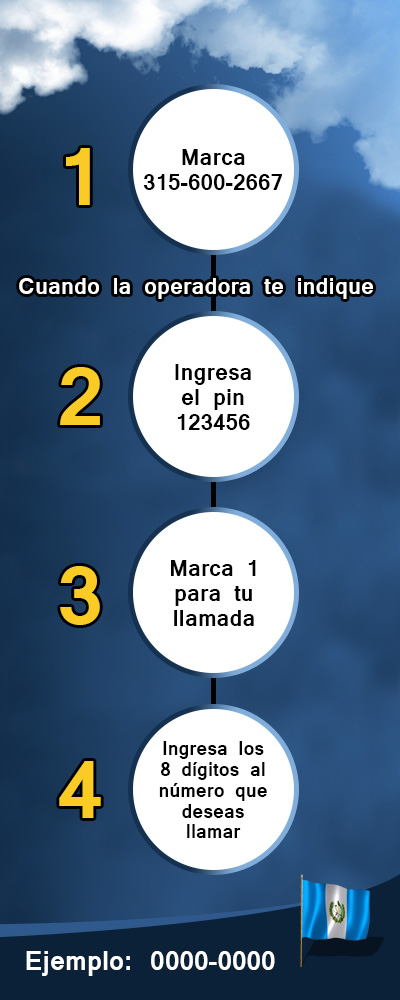 1
Marca
315-600-2667
Cuando la operadora te indique
2
Ingresa
el pin
123456
3
Marca 1
para tu
llamada
4
Ingresa los
8 dígitos al
número que
deseas
llamar
Ejemplo: 0000-0000